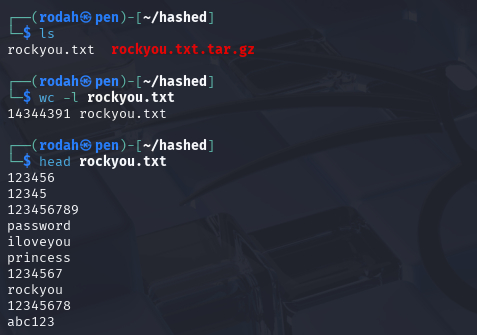 ┌──(rodah㉿pen)-[~/hashed]
└─$ ls
rockyou.txt  rockyou.txt.tar.gz
┌──(rodah㉿pen)-[~/hashed]
└─$ wc -l rockyou.txt
14344391 rockyou.txt
┌──(rodah㉿pen)-[~/hashed]
└─$ head rockyou.txt
123456
12345
123456789
password
iloveyou
princess
1234567
rockyou
12345678
abc123